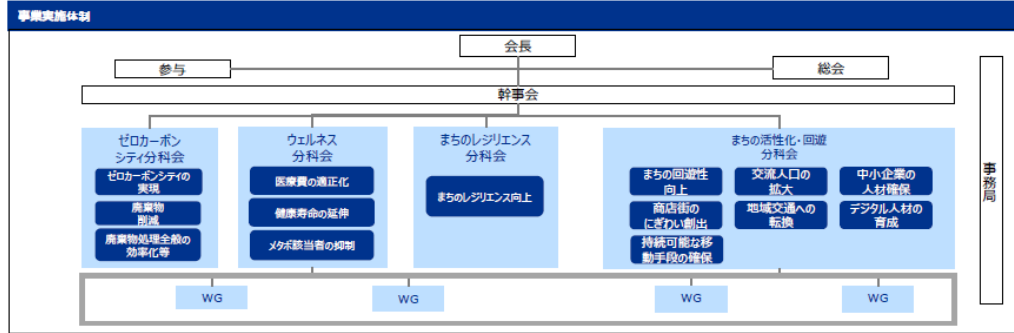 事業実施体制
会長
参与
総会
幹事会
ゼロカーボン
シティ分科会
ゼロカーボンシティの
実現
廃棄物
削減
廃棄物処理全般の
効率化等
ウェルネス
分科会
医療費の適正化
健康寿命の延伸
メタボ該当者の抑制
まちのレジリエンス
分科会
まちのレジリエンス向上
まちの活性化・回遊
分科会
まちの回遊性
向上
交流人口の
拡大
中小企業の
人材確保
商店街の
にぎわい創出
地域交通への
転換
デジタル人材の
育成
持続可能な移
動手段の確保
事務局
WG
WG
WG
WG